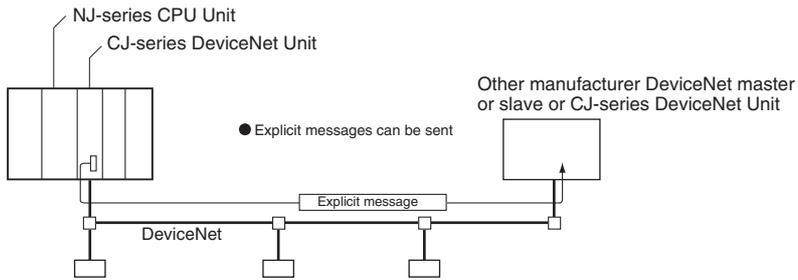 NJ-series CPU Unit
CJ-series DeviceNet Unit
Other manufacturer DeviceNet master
or slave or CJ-series DeviceNet Unit
● Explicit messages can be sent
Explicit message
DeviceNet